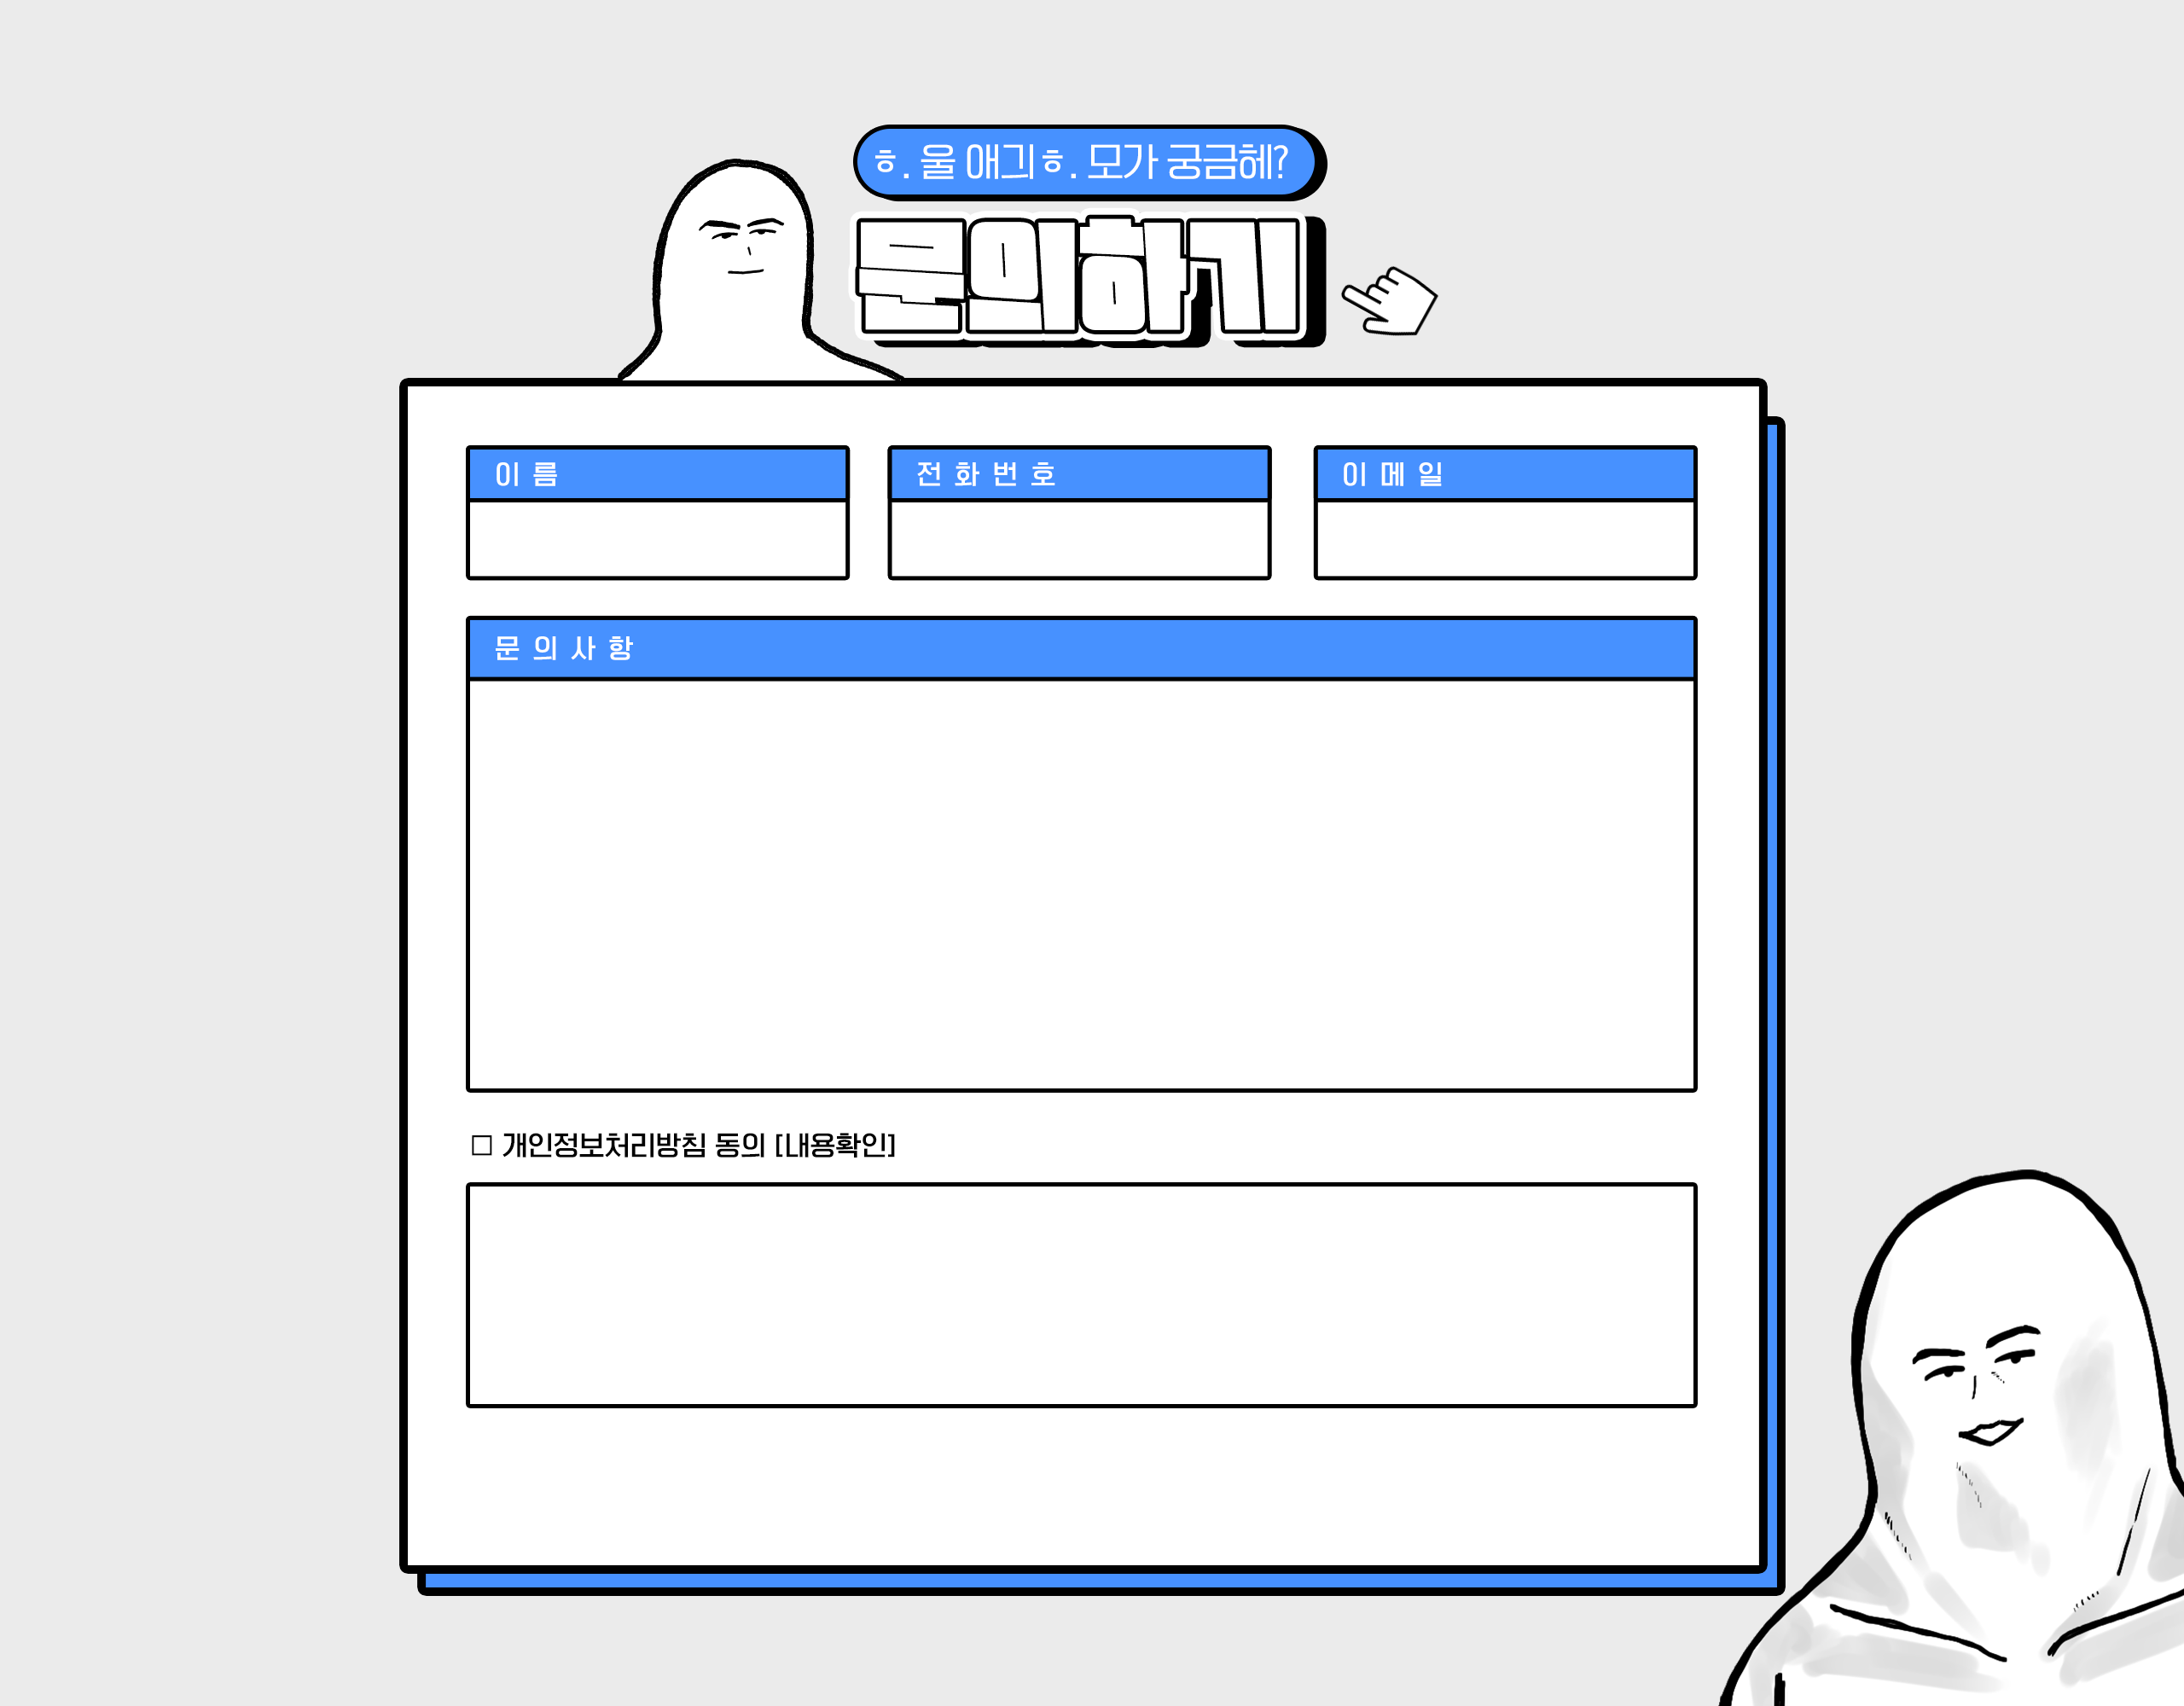 ㅎ. 울 애긔ㅎ. 모가 궁금혜?
문의하기
이름
전화번호
이메일
문의사항
□ 개인정보처리방침 동의 [내용확인]